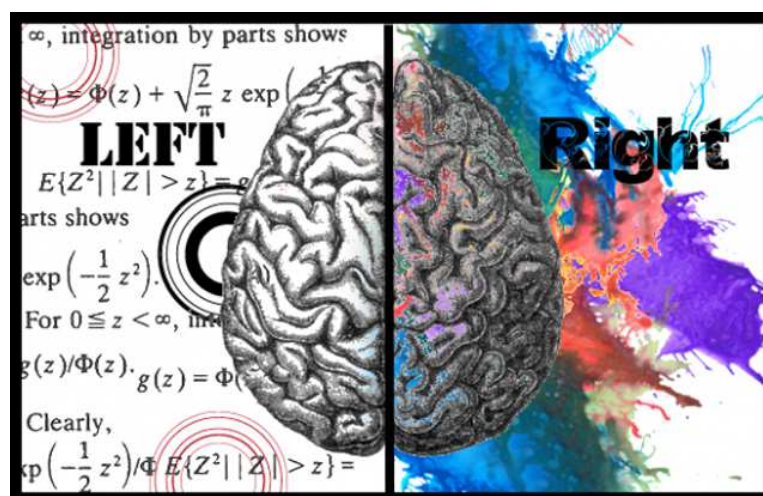 ∞, integration by parts shows
(z) = Φ(z) + √(2/π) z exp(
LEFT
E{Z²| |Z| > z} = g
arts shows
exp(-1/2 z²).
For 0 ≦ z < ∞, int
g(z)/Φ(z).
g(z) = Φ(
Clearly,
xp(-1/2 z²)/Φ
E{Z²| |Z| > z} =
Right